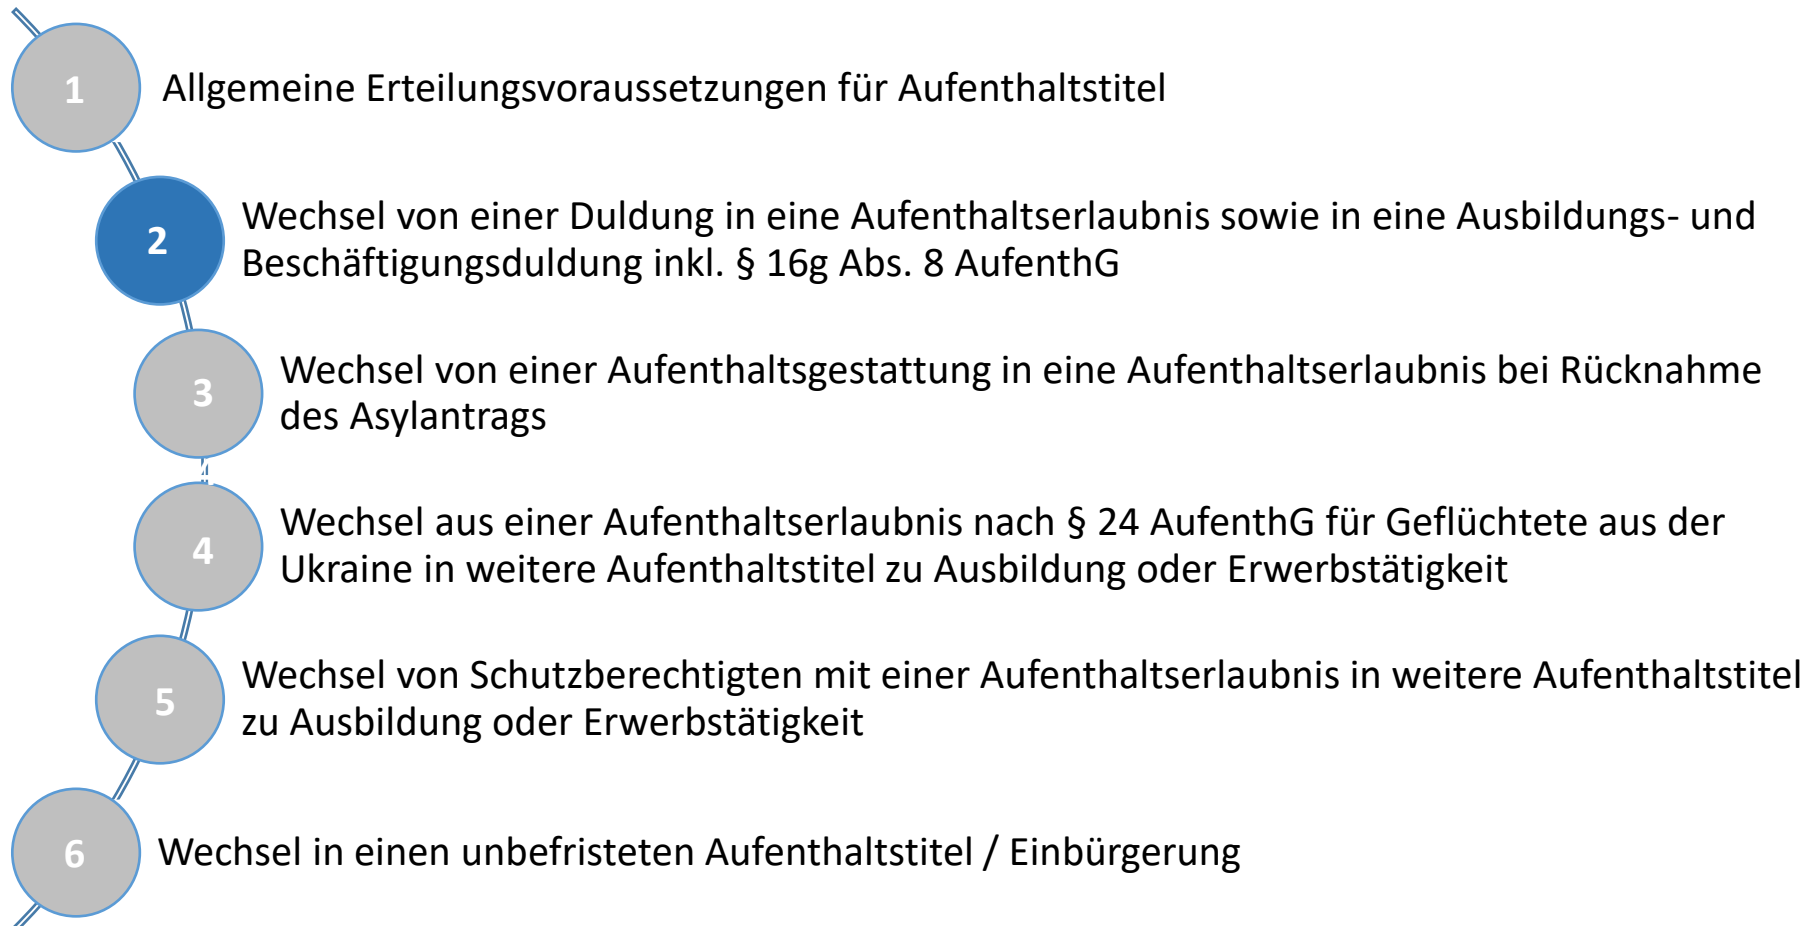 1
Allgemeine Erteilungsvoraussetzungen für Aufenthaltstitel
2
Wechsel von einer Duldung in eine Aufenthaltserlaubnis sowie in eine Ausbildungs- und
Beschäftigungsduldung inkl. § 16g Abs. 8 AufenthG
3
Wechsel von einer Aufenthaltsgestattung in eine Aufenthaltserlaubnis bei Rücknahme
des Asylantrags
4
4
Wechsel aus einer Aufenthaltserlaubnis nach § 24 AufenthG für Geflüchtete aus der
Ukraine in weitere Aufenthaltstitel zu Ausbildung oder Erwerbstätigkeit
5
Wechsel von Schutzberechtigten mit einer Aufenthaltserlaubnis in weitere Aufenthaltstitel
zu Ausbildung oder Erwerbstätigkeit
6
Wechsel in einen unbefristeten Aufenthaltstitel / Einbürgerung